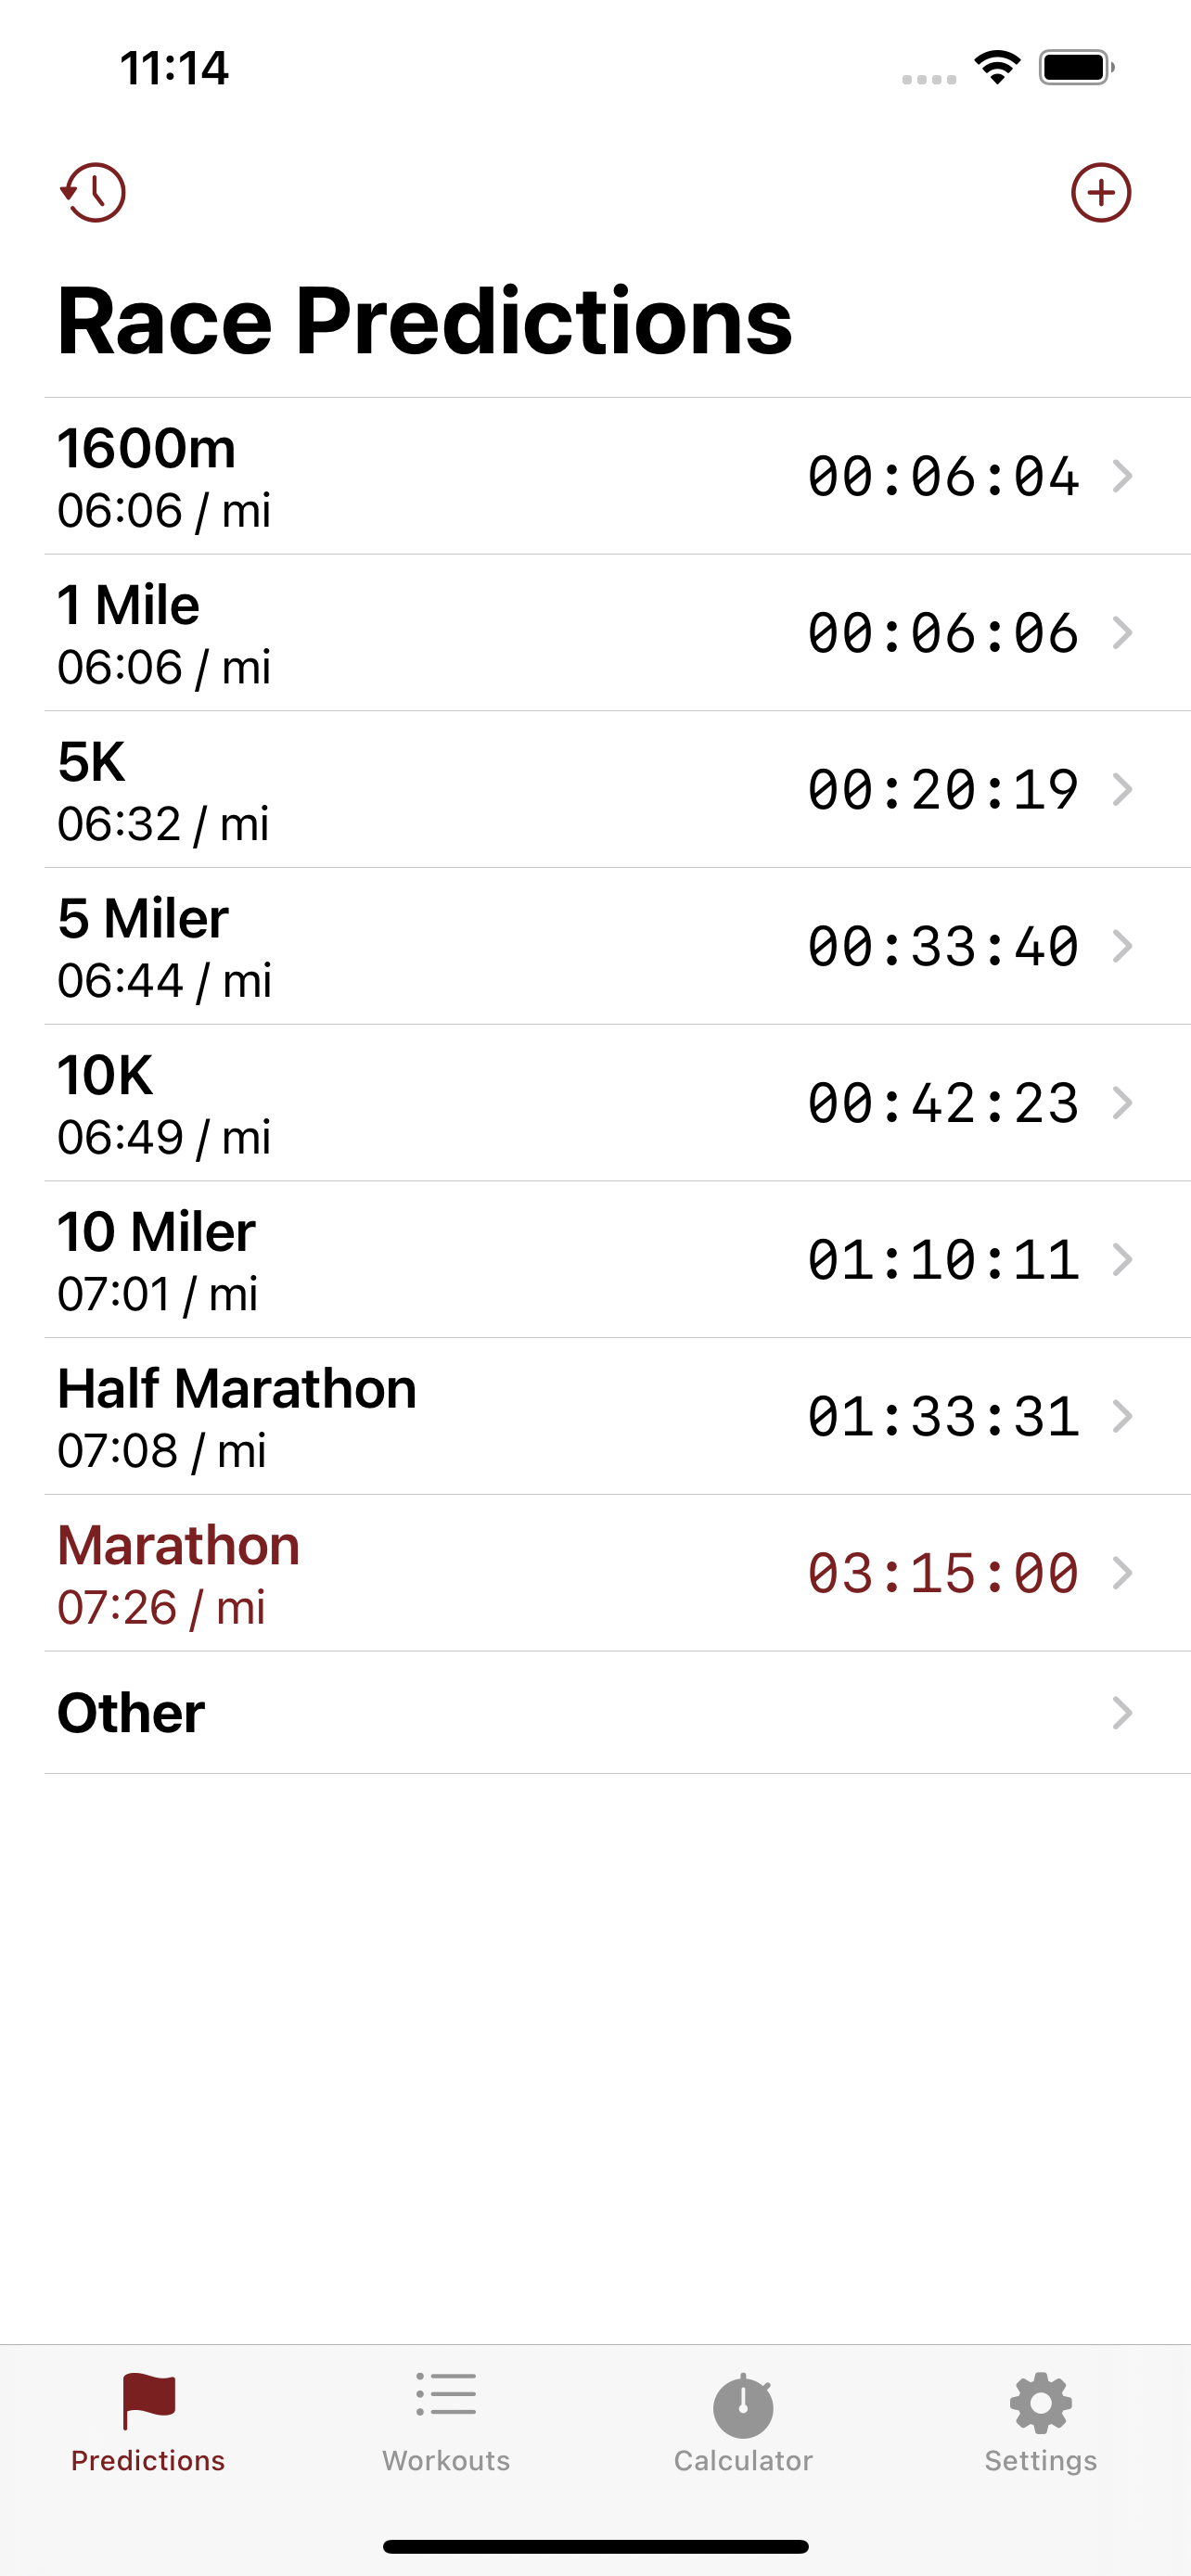 11:14
Race Predictions
1600m
06:06 / mi
00:06:04
1 Mile
06:06 / mi
00:06:06
5K
06:32 / mi
00:20:19
5 Miler
06:44 / mi
00:33:40
10K
06:49 / mi
00:42:23
10 Miler
07:01 / mi
01:10:11
Half Marathon
07:08 / mi
01:33:31
Marathon
07:26 / mi
03:15:00
Other
Predictions
Workouts
Calculator
Settings